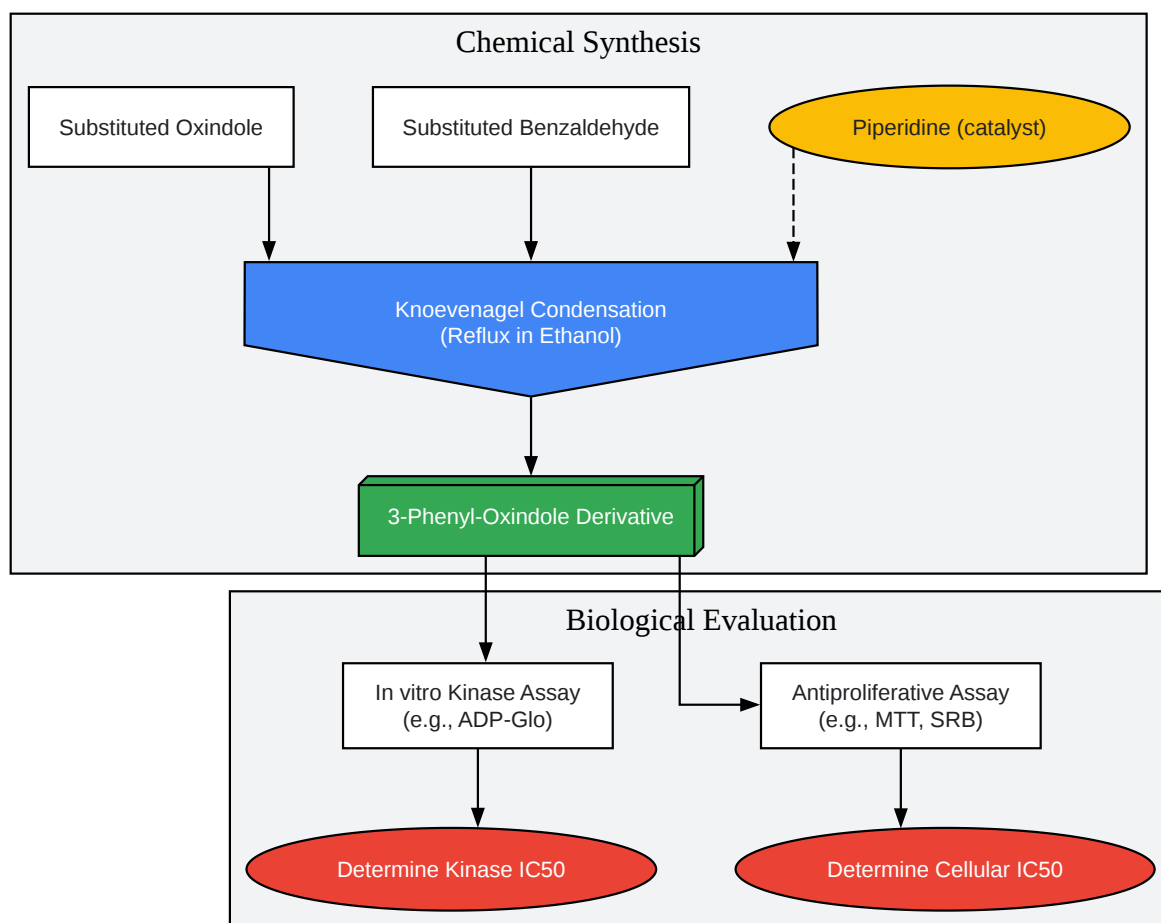 Chemical Synthesis
Substituted Oxindole
Substituted Benzaldehyde
Piperidine (catalyst)
Knoevenagel Condensation
(Reflux in Ethanol)
3-Phenyl-Oxindole Derivative
Biological Evaluation
In vitro Kinase Assay
(e.g., ADP-Glo)
Antiproliferative Assay
(e.g., MTT, SRB)
Determine Kinase IC50
Determine Cellular IC50